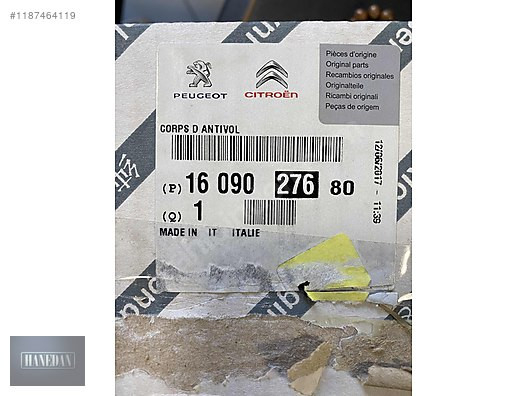 #1187464119
PEUGEOT
CITROËN
Pièces d'origine
Original parts
Recambios originales
Originalteile
Ricambi originali
Peças de origem
CORPS D ANTIVOL
(P) 16 090 276 80
(Q) 1
MADE IN IT ITALIE
12/06/2017 - 11:39
HANEDAN